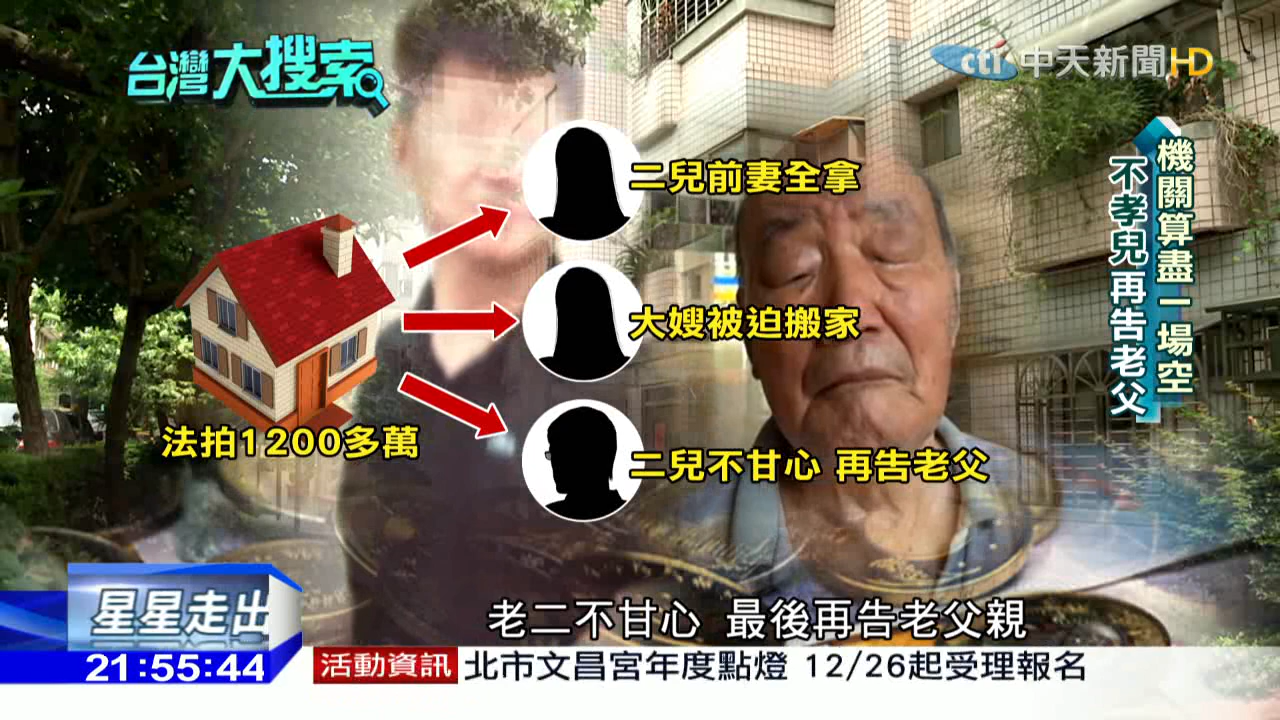 台灣大搜索
cti 中天新聞HD
機關算盡一場空
不孝兒再告老父
二兒前妻全拿
大嫂被迫搬家
法拍1200多萬
二兒不甘心 再告老父
老二不甘心 最後再告老父親
星星走出
21:55:44
活動資訊
北市文昌宮年度點燈 12/26起受理報名